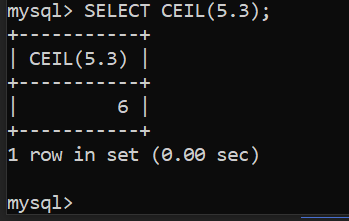 mysql> SELECT CEIL(5.3);
+-----------+
| CEIL(5.3) |
+-----------+
|         6 |
+-----------+
1 row in set (0.00 sec)
mysql>